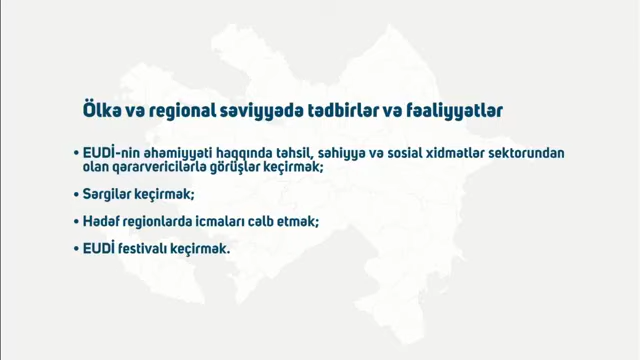 Ölkə və regional səviyyədə tədbirlər və fəaliyyətlər
• EUDİ-nin əhəmiyyəti haqqında təhsil, səhiyyə və sosial xidmətlər sektorundan
olan qərarvericilərlə görüşlər keçirmək;
• Sərgilər keçirmək;
• Hədəf regionlarda icmaları cəlb etmək;
• EUDİ festivalı keçirmək.